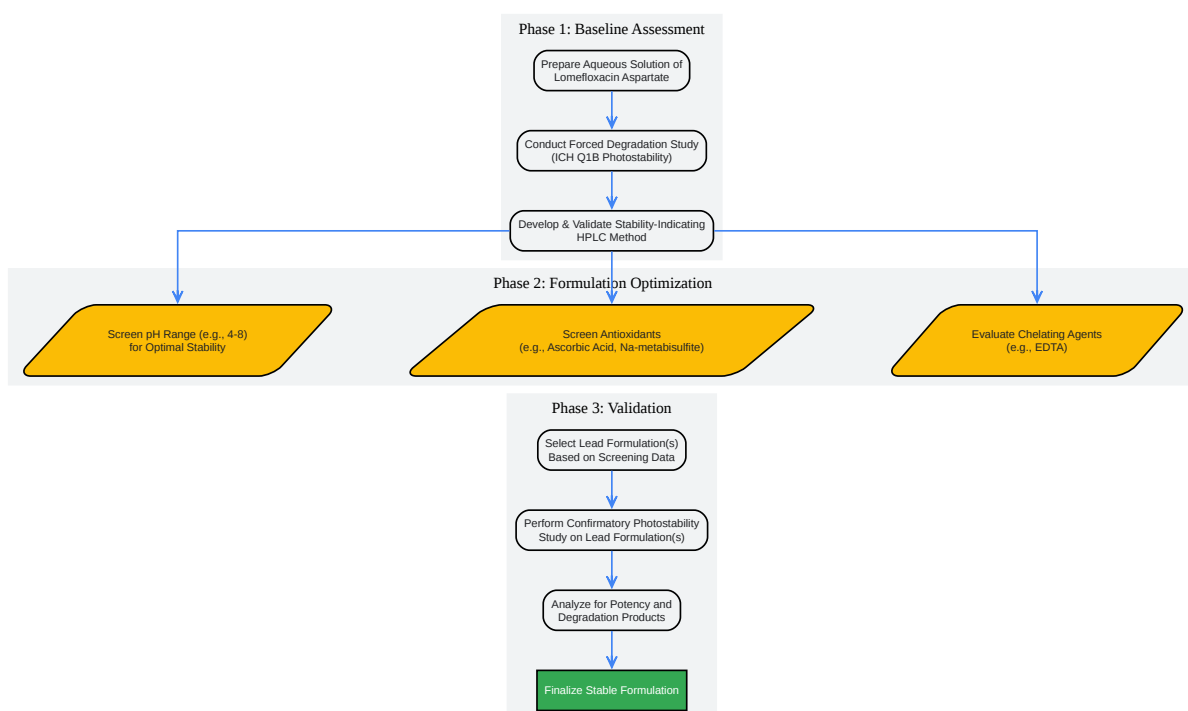 Phase 1: Baseline Assessment
Prepare Aqueous Solution of
Lomefloxacin Aspartate
Conduct Forced Degradation Study
(ICH Q1B Photostability)
Develop & Validate Stability-Indicating
HPLC Method
Phase 2: Formulation Optimization
Screen pH Range (e.g., 4-8)
for Optimal Stability
Screen Antioxidants
(e.g., Ascorbic Acid, Na-metabisulfite)
Evaluate Chelating Agents
(e.g., EDTA)
Phase 3: Validation
Select Lead Formulation(s)
Based on Screening Data
Perform Confirmatory Photostability
Study on Lead Formulation(s)
Analyze for Potency and
Degradation Products
Finalize Stable Formulation